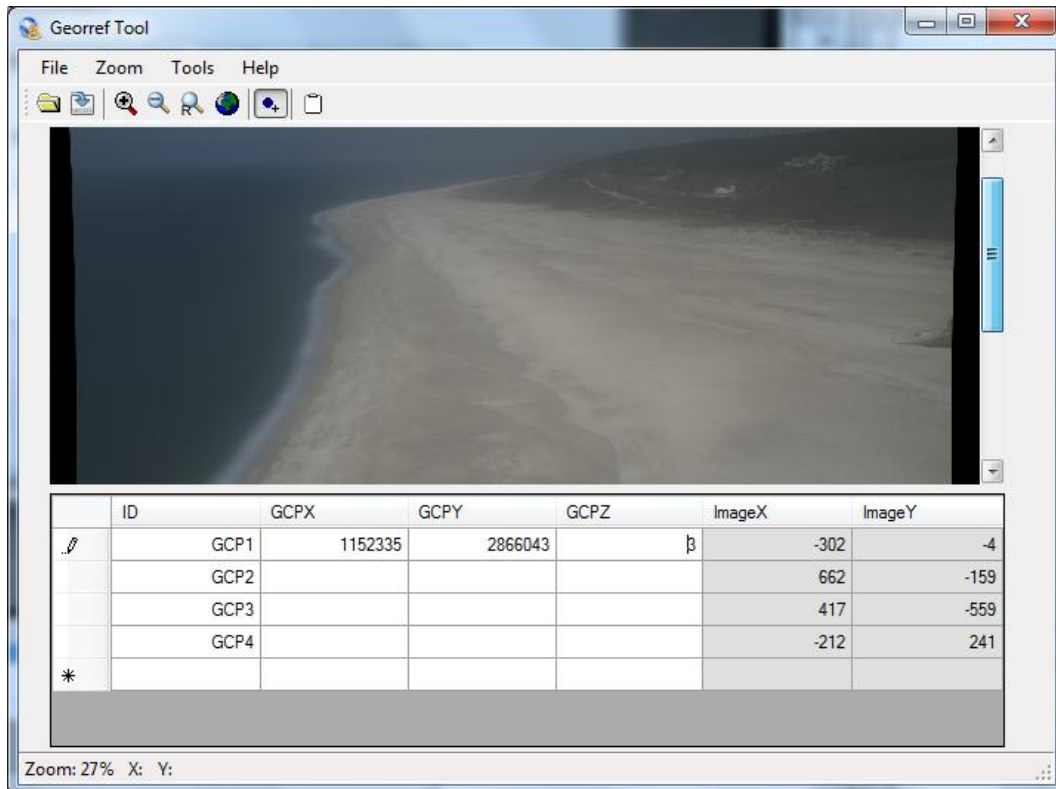 Georref Tool
File Zoom Tools Help
R
ID GCPX GCPY GCPZ ImageX ImageY
GCP1 1152335 2866043 3 -302 -4
GCP2 662 -159
GCP3 417 -559
GCP4 -212 241
*
Zoom: 27% X: Y: